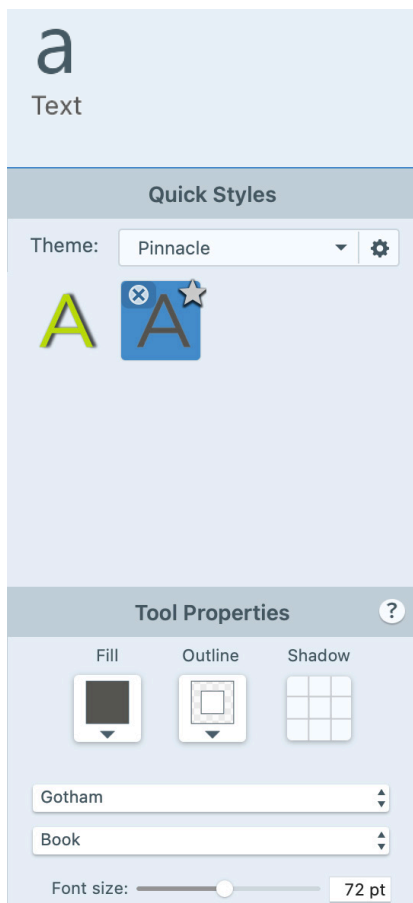 a
Text
Quick Styles
Theme: Pinnacle
A A
Tool Properties ?
Fill Outline Shadow
Gotham
Book
Font size: 72 pt